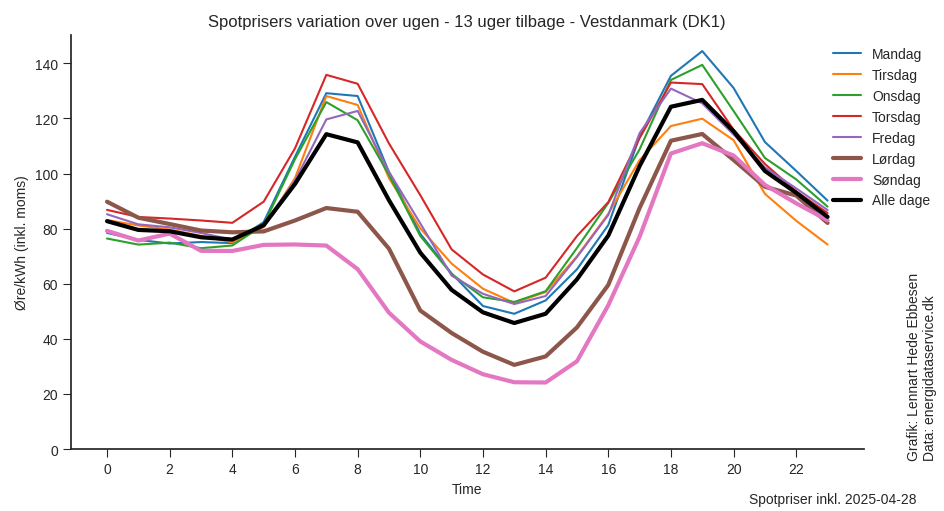 Spotprisers variation over ugen - 13 uger tilbage - Vestdanmark (DK1)
Øre/kWh (inkl. moms)
140
120
100
80
60
40
20
0
0 2 4 6 8 10 12 14 16 18 20 22
Time
Mandag
Tirsdag
Onsdag
Torsdag
Fredag
Lørdag
Søndag
Alle dage
Grafik: Lennart Hede Ebbesen
Data: energidataservice.dk
Spotpriser inkl. 2025-04-28